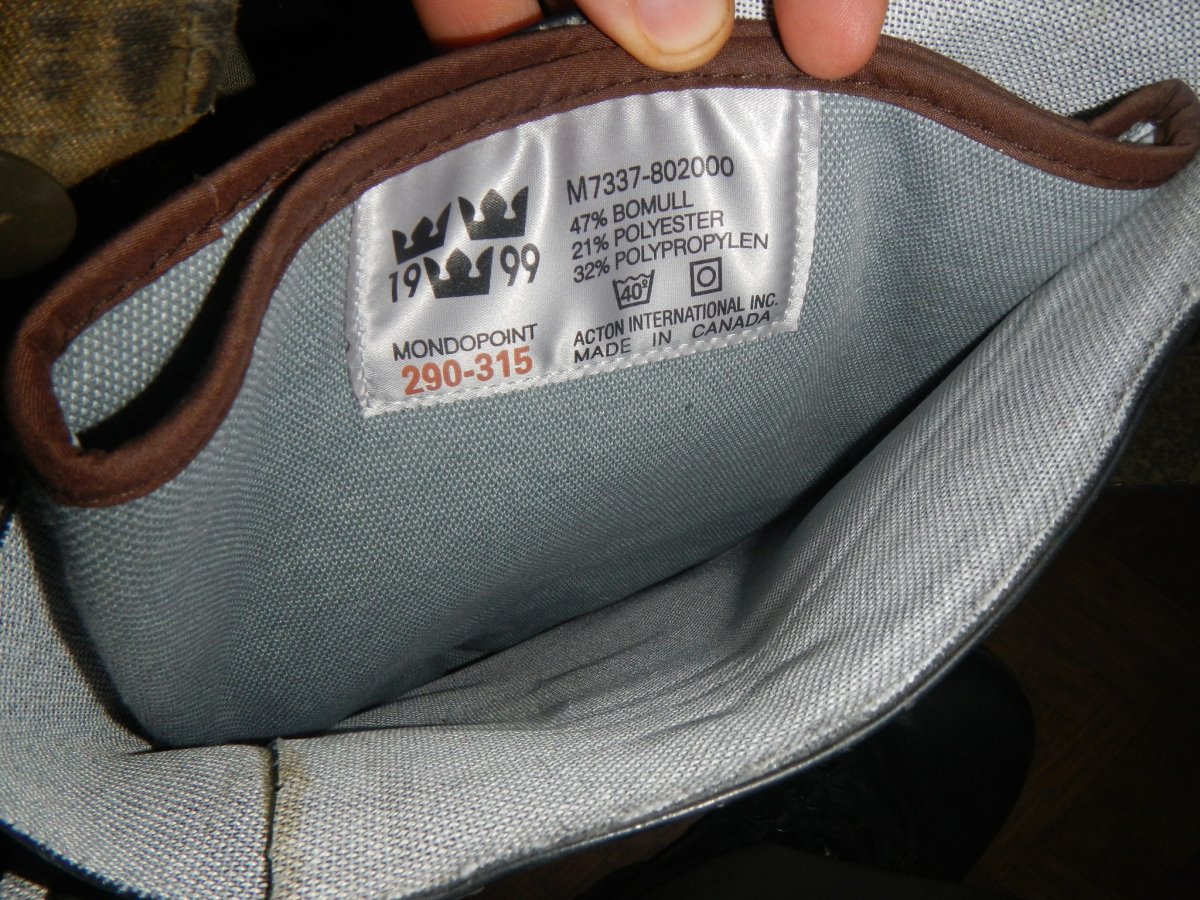 19 99
MONDOPOINT
290-315
M7337-802000
47% BOMULL
21% POLYESTER
32% POLYPROPYLEN
40°
ACTON INTERNATIONAL INC.
MADE IN CANADA